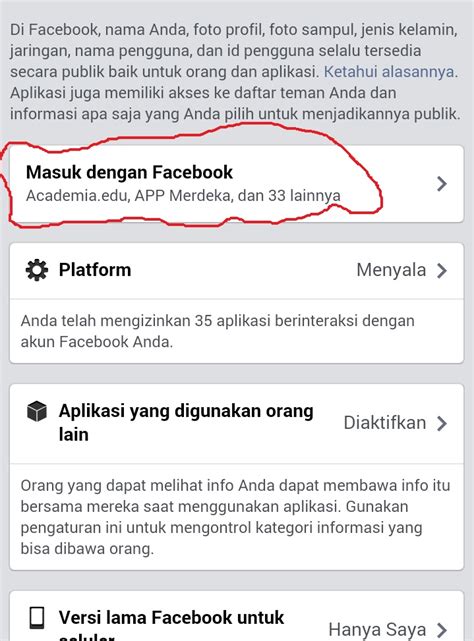 Di Facebook, nama Anda, foto profil, foto sampul, jenis kelamin,
jaringan, nama pengguna, dan id pengguna selalu tersedia
secara publik baik untuk orang dan aplikasi. Ketahui alasannya.
Aplikasi juga memiliki akses ke daftar teman Anda dan
informasi apa saja yang Anda pilih untuk menjadikannya publik.
Masuk dengan Facebook
Academia.edu, APP Merdeka, dan 33 lainnya
Platform Menyala
Anda telah mengizinkan 35 aplikasi berinteraksi dengan
akun Facebook Anda.
Aplikasi yang digunakan orang
lain Diaktifkan
Orang yang dapat melihat info Anda dapat membawa info itu
bersama mereka saat menggunakan aplikasi. Gunakan
pengaturan ini untuk mengontrol kategori informasi yang
bisa dibawa orang.
Versi lama Facebook untuk
Hanya Saya